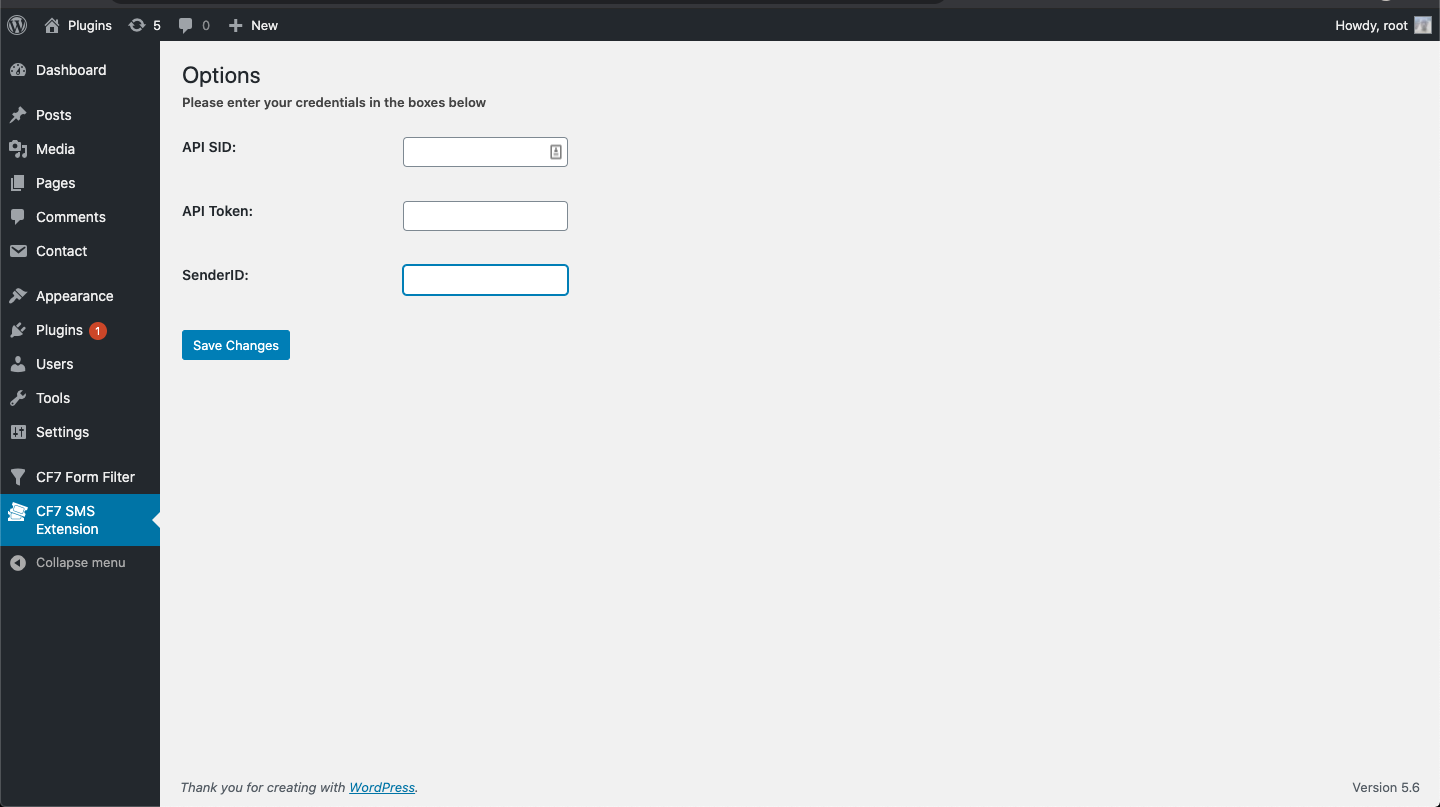 Plugins 5 0 New Howdy, root
Dashboard
Posts
Media
Pages
Comments
Contact
Appearance
Plugins 1
Users
Tools
Settings
CF7 Form Filter
CF7 SMS
Extension
Collapse menu
Options
Please enter your credentials in the boxes below
API SID:
API Token:
SenderID:
Save Changes
Thank you for creating with WordPress.
Version 5.6